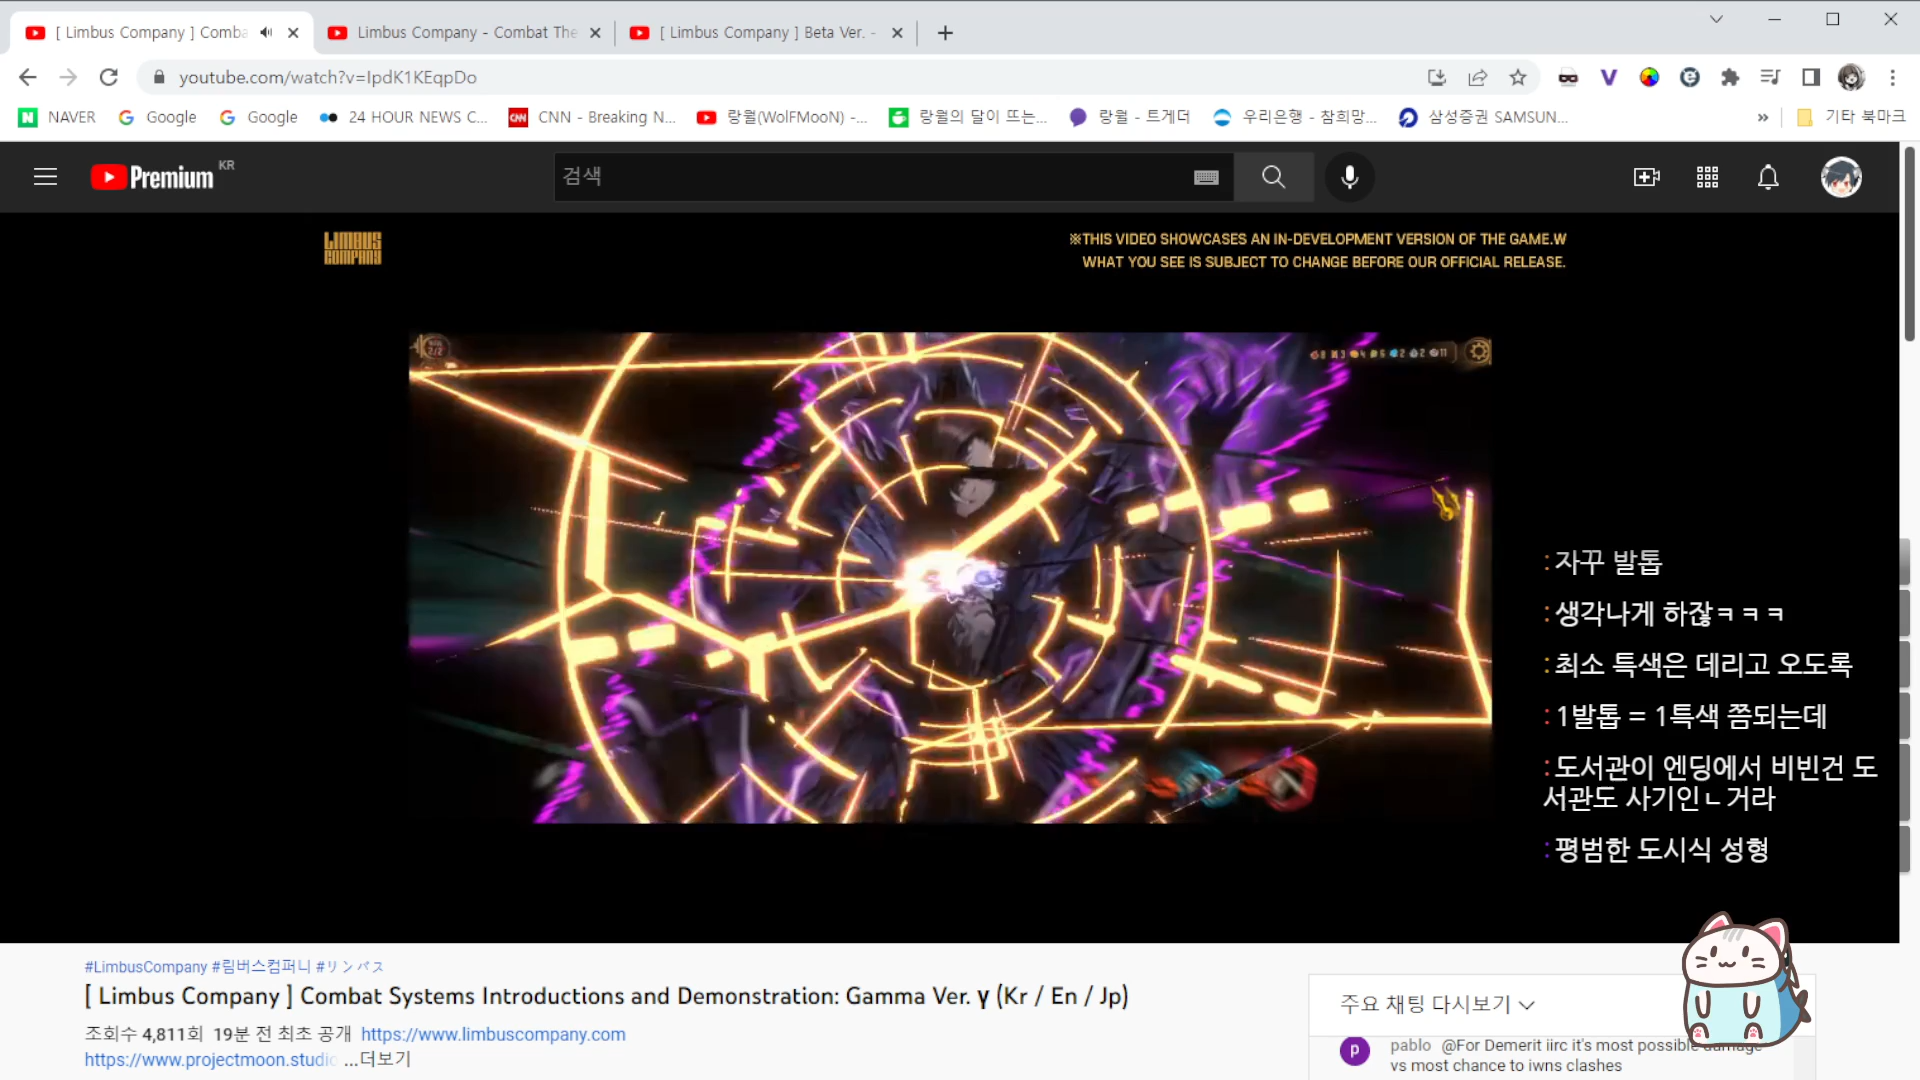 [ Limbus Company ] Comba
Limbus Company - Combat The
[ Limbus Company ] Beta Ver. -
youtube.com/watch?v=IpdK1KEqpDo
NAVER
Google
Google
24 HOUR NEWS C...
CNN
CNN - Breaking N...
랑월(WolFMooN) -...
랑월의 달이 뜨는...
랑월 - 트게더
우리은행 - 참희망...
삼성증권 SAMSUN...
»
기타 북마크
Premium KR
검색
LIMBUS
COMPANY
※THIS VIDEO SHOWCASES AN IN-DEVELOPMENT VERSION OF THE GAME.W
WHAT YOU SEE IS SUBJECT TO CHANGE BEFORE OUR OFFICIAL RELEASE.
2/2
:자꾸 발톱
:생각나게 하잖ㅋㅋㅋ
:최소 특색은 데리고 오도록
:1발톱 = 1특색 쯤되는데
:도서관이 엔딩에서 비빈건 도
서관도 사기인ㄴ거라
:평범한 도시식 성형
#LimbusCompany #림버스컴퍼니 #リンバス
[ Limbus Company ] Combat Systems Introductions and Demonstration: Gamma Ver. γ (Kr / En / Jp)
조회수 4,811회 19분 전 최초 공개 https://www.limbuscompany.com
https://www.projectmoon.studio ...더보기
주요 채팅 다시보기
p
pablo @For Demerit iirc it's most possible damage
vs most chance to iwns clashes